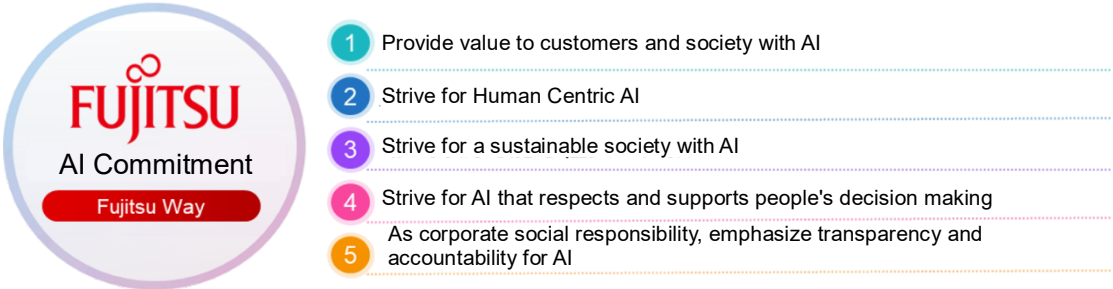 FUJITSU
AI Commitment
Fujitsu Way
1 Provide value to customers and society with AI
2 Strive for Human Centric AI
3 Strive for a sustainable society with AI
4 Strive for AI that respects and supports people's decision making
5 As corporate social responsibility, emphasize transparency and
accountability for AI